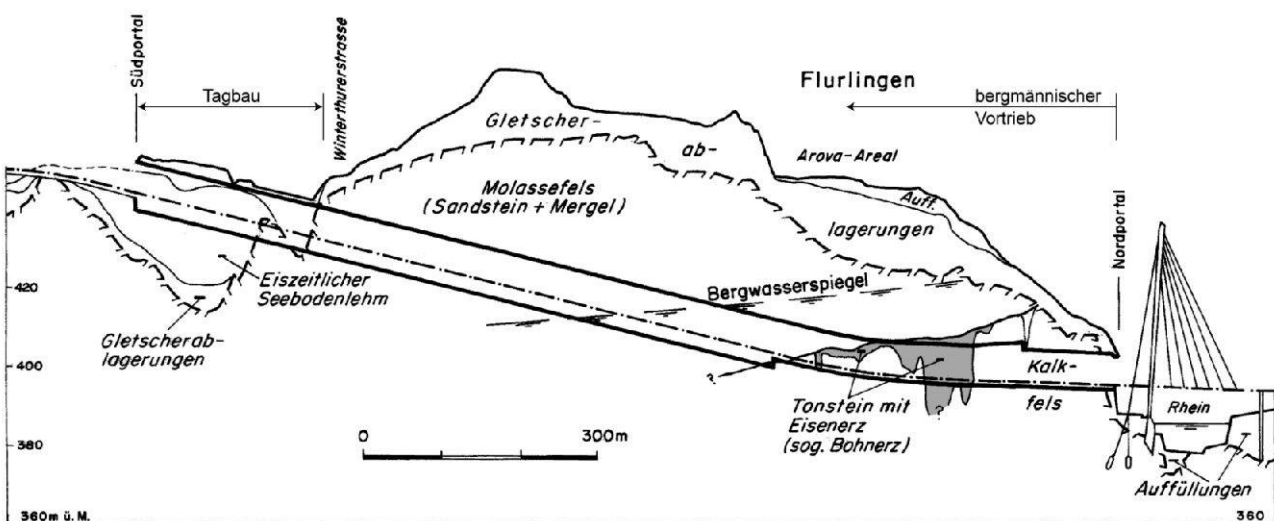 Südportal
Tagbau
Winterthurerstrasse
Flurlingen
bergmännischer
Vortrieb
Gletscher-
ab-
lagerungen
Arova-Areal
Auff.
Molassefels
(Sandstein + Mergel)
Nordportal
Eiszeitlicher
Seebodenlehm
Bergwasserspiegel
Gletscherab-
lagerungen
420
400
380
360m ü. M.
?
?
Kalk-
fels
Tonstein mit
Eisenerz
(sog. Bohnerz)
Rhein
Auffüllungen
0
300m
360